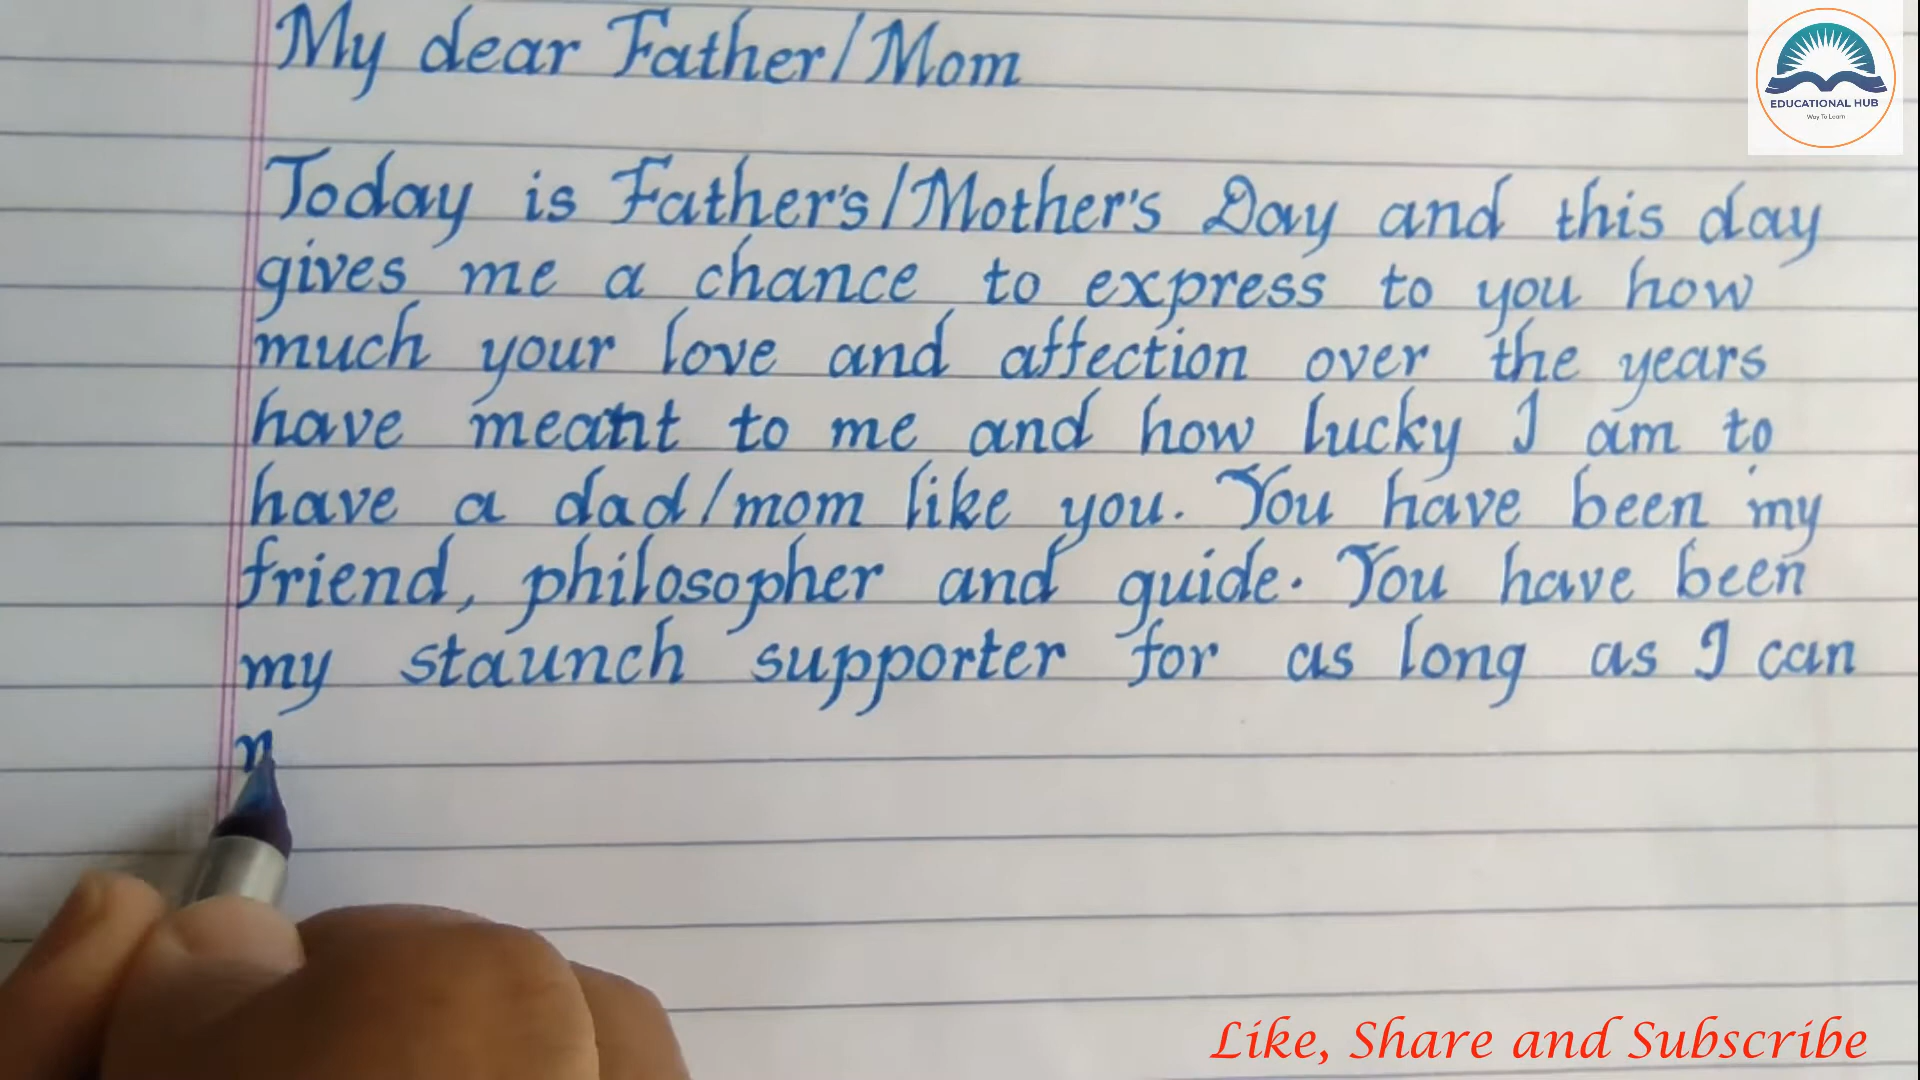 My dear Father/Mom
EDUCATIONAL HUB
Way To Learn
Today is Father's/Mother's Day and this day
gives me a chance to express to you how
much your love and affection over the years
have meant to me and how lucky I am to
have a dad/mom like you. You have been my
friend, philosopher and guide. You have been
my staunch supporter for as long as I can
Like, Share and Subscribe